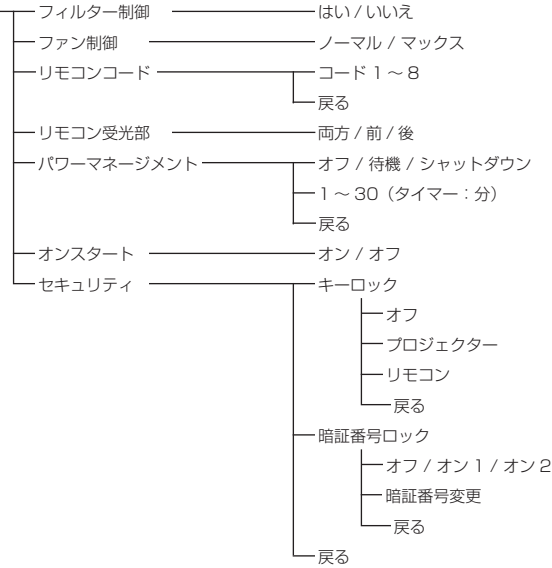 フィルター制御 はい / いいえ
ファン制御 ノーマル / マックス
リモコンコード コード 1 ～ 8
戻る
リモコン受光部 両方 / 前 / 後
パワーマネージメント オフ / 待機 / シャットダウン
1 ～ 30（タイマー：分）
戻る
オンスタート オン / オフ
セキュリティ キーロック
オフ
プロジェクター
リモコン
戻る
暗証番号ロック
オフ / オン 1 / オン 2
暗証番号変更
戻る
戻る